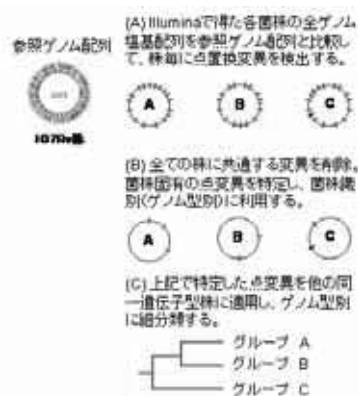 (A) Illuminaで得た各菌株の全ゲノム
塩基配列を参照ゲノム配列と比較し
て、株毎に点置換変異を検出する。
参照ゲノム配列
A
B
C
(B) 全ての株に共通する変異を削除。
菌株固有の点変異を特定し、菌株識
別(ゲノム型別)に利用する。
A
B
C
(C) 上記で特定した点変異を他の同
一遺伝子型株に適用し、ゲノム型別
に細分類する。
グループ A
グループ B
グループ C